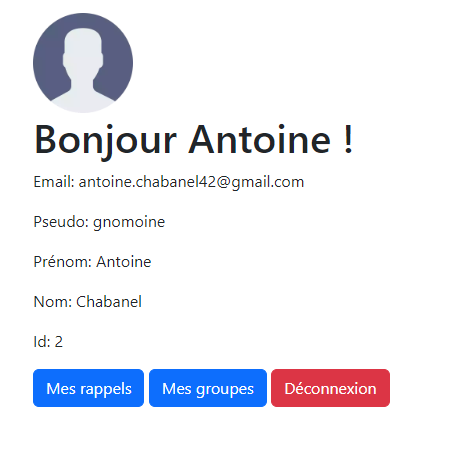 Bonjour Antoine !
Email: antoine.chabanel42@gmail.com
Pseudo: gnomoine
Prénom: Antoine
Nom: Chabanel
Id: 2
Mes rappels Mes groupes Déconnexion